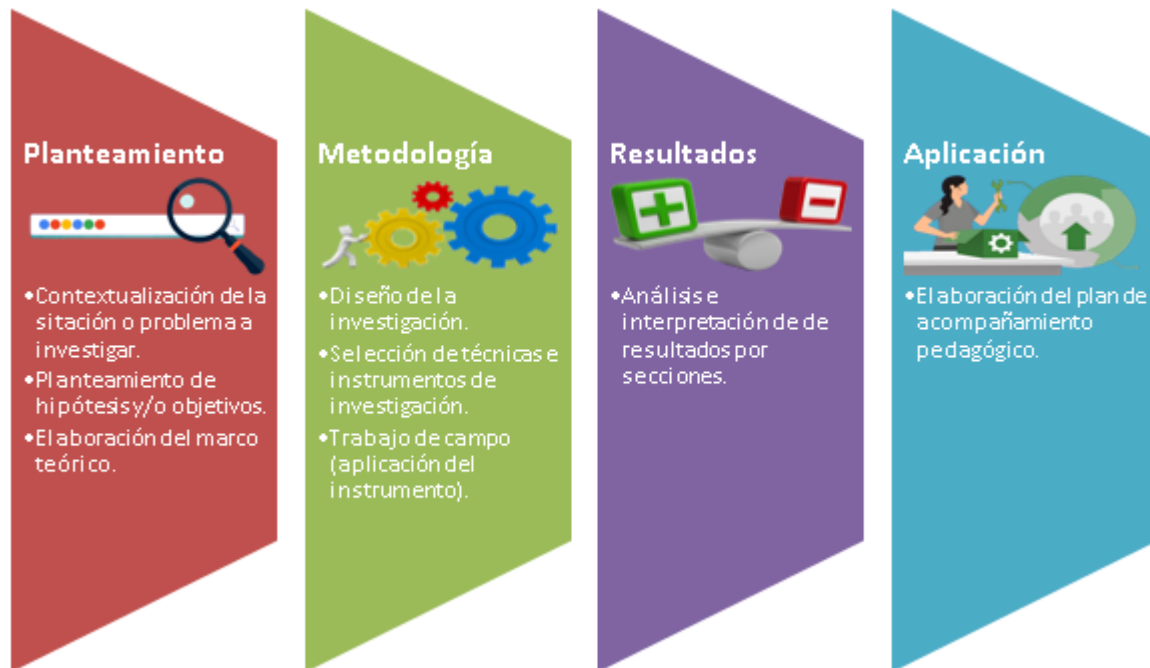 Planteamiento
•Contextualización de la
sitación o problema a
investigar.
•Planteamiento de
hipótesis y/o objetivos.
•Elaboración del marco
teórico.
Metodología
•Diseño de la
investigación.
•Selección de técnicas e
instrumentos de
investigación.
•Trabajo de campo
(aplicación del
instrumento).
Resultados
•Análisis e
interpretación de de
resultados por
secciones.
Aplicación
•Elaboración del plan de
acompañamiento
pedagógico.